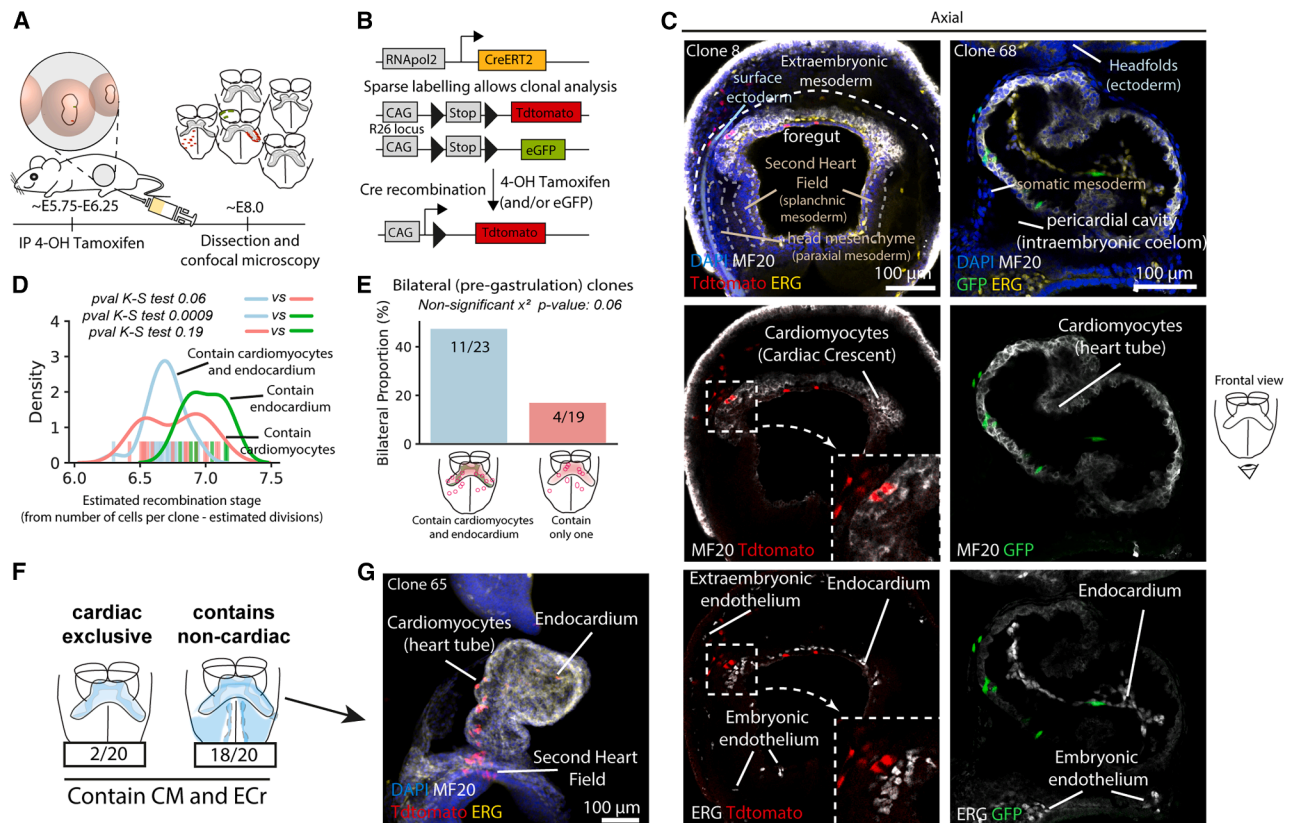 A
~E5.75-E6.25
~E8.0
IP 4-OH Tamoxifen
Dissection and
confocal microscopy
B
RNApol2
CreERT2
Sparse labelling allows clonal analysis
CAG
Stop
Tdtomato
R26 locus
CAG
Stop
eGFP
Cre recombination
4-OH Tamoxifen
(and/or eGFP)
CAG
Tdtomato
C
Axial
Clone 8
surface
ectoderm
Extraembryonic
mesoderm
foregut
Second Heart
Field
(splanchnic
mesoderm)
head mesenchyme
(paraxial mesoderm)
DAPI MF20
Tdtomato ERG
100 µm
Clone 68
Headfolds
(ectoderm)
somatic mesoderm
pericardial cavity
(intraembryonic coelom)
DAPI MF20
GFP ERG
100 µm
Cardiomyocytes
(Cardiac Crescent)
MF20 Tdtomato
Cardiomyocytes
(heart tube)
MF20 GFP
Frontal view
Extraembryonic
endothelium
Endocardium
Embryonic
endothelium
ERG Tdtomato
Endocardium
Embryonic
endothelium
ERG GFP
D
pval K-S test 0.06
vs
pval K-S test 0.0009
vs
pval K-S test 0.19
vs
Density
4
3
2
1
0
Contain cardiomyocytes
and endocardium
Contain
endocardium
Contain
cardiomyocytes
6.0
6.5
7.0
7.5
Estimated recombination stage
(from number of cells per clone - estimated divisions)
E
Bilateral (pre-gastrulation) clones
Non-significant x² p-value: 0.06
Bilateral Proportion (%)
40
20
0
11/23
4/19
Contain cardiomyocytes
and endocardium
Contain
only one
F
cardiac
exclusive
contains
non-cardiac
2/20
18/20
Contain CM and ECr
G
Clone 65
Cardiomyocytes
(heart tube)
Endocardium
Second Heart
Field
DAPI MF20
Tdtomato ERG
100 µm